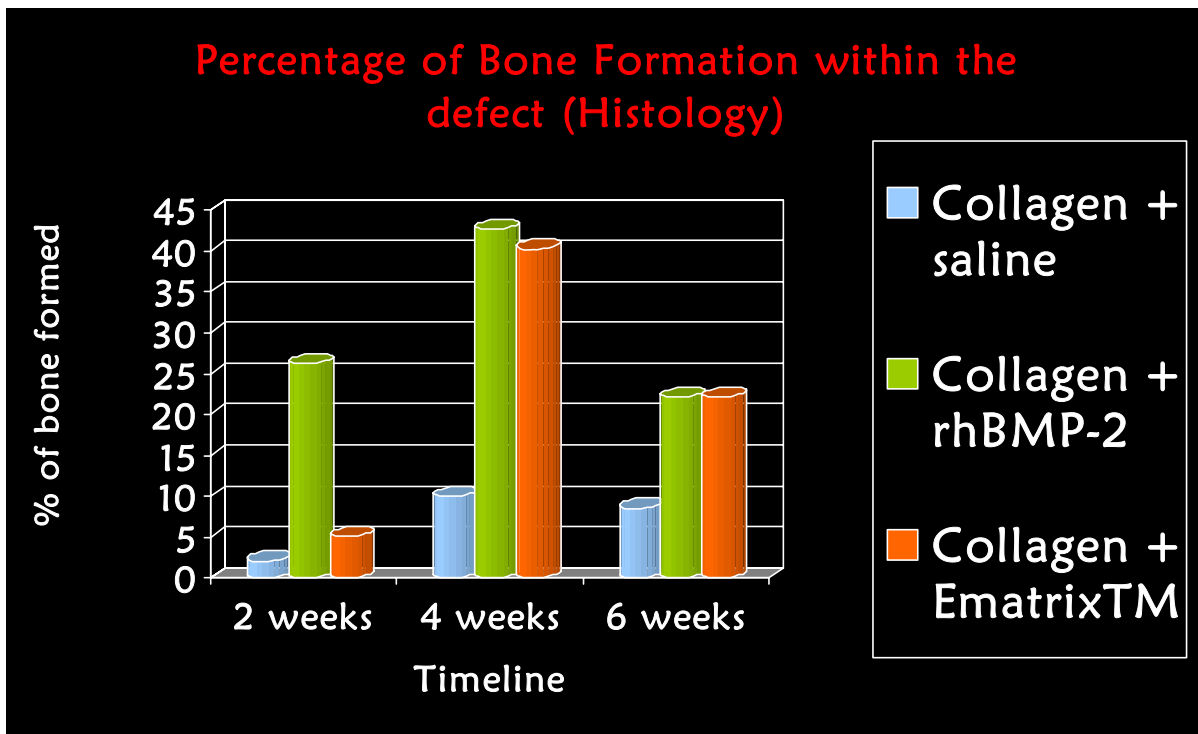 Percentage of Bone Formation within the
defect (Histology)
% of bone formed
45
40
35
30
25
20
15
10
5
0
2 weeks
4 weeks
6 weeks
Timeline
Collagen +
saline
Collagen +
rhBMP-2
Collagen +
EmatrixTM